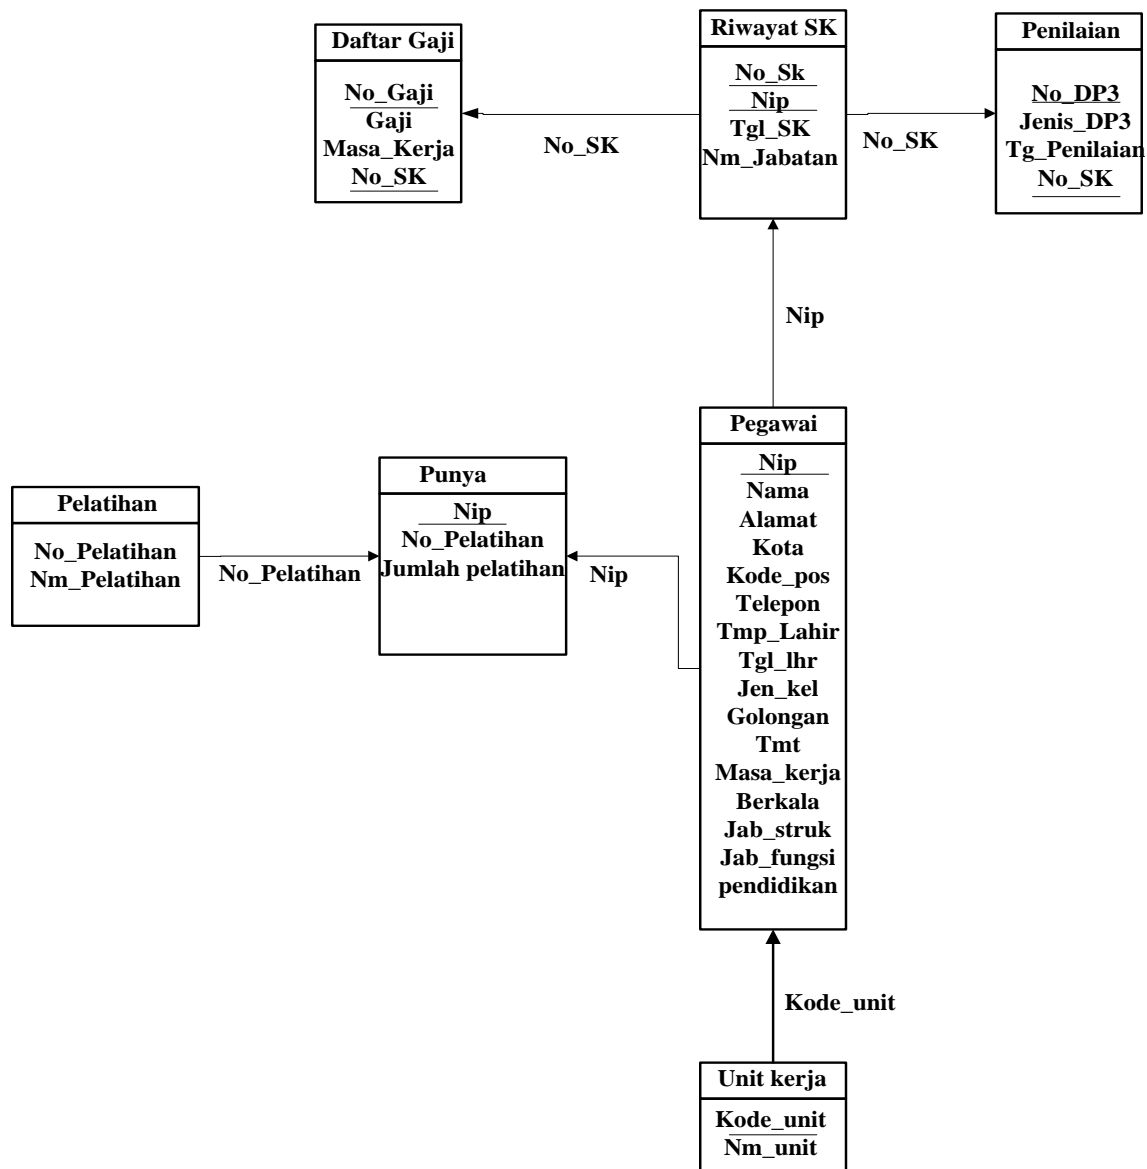 Daftar Gaji
No_Gaji
Gaji
Masa_Kerja
No_SK
No_SK
Riwayat SK
No_Sk
Nip
Tgl_SK
Nm_Jabatan
No_SK
Penilaian
No_DP3
Jenis_DP3
Tg_Penilaian
No_SK
Nip
Pelatihan
No_Pelatihan
Nm_Pelatihan
No_Pelatihan
Punya
Nip
No_Pelatihan
Jumlah pelatihan
Nip
Pegawai
Nip
Nama
Alamat
Kota
Kode_pos
Telepon
Tmp_Lahir
Tgl_lhr
Jen_kel
Golongan
Tmt
Masa_kerja
Berkala
Jab_struk
Jab_fungsi
pendidikan
Kode_unit
Unit kerja
Kode_unit
Nm_unit